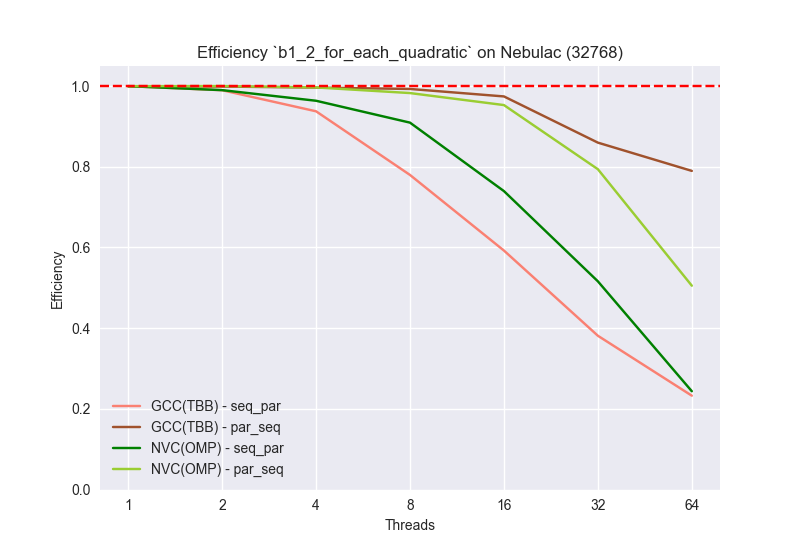 Efficiency `b1_2_for_each_quadratic` on Nebulac (32768)
Efficiency
1.0
0.8
0.6
0.4
0.2
0.0
GCC(TBB) - seq_par
GCC(TBB) - par_seq
NVC(OMP) - seq_par
NVC(OMP) - par_seq
1 2 4 8 16 32 64
Threads